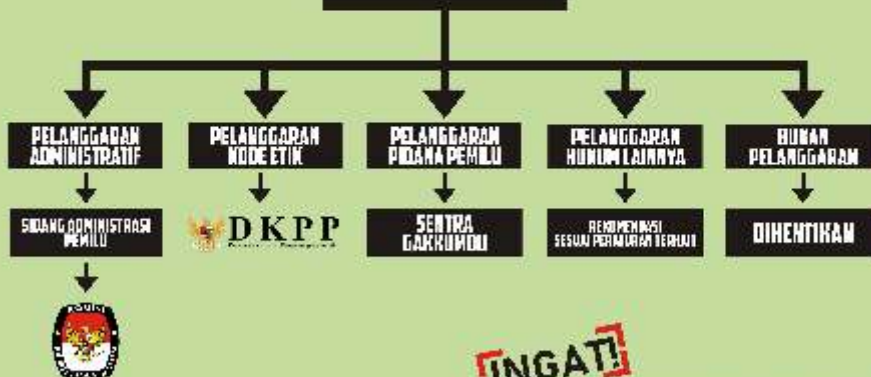 PELANGGARAN
ADMINISTRATIF
PELANGGARAN
KODE ETIK
PELANGGARAN
PIDANA PEMILU
PELANGGARAN
HUKUM LAINNYA
BUKAN
PELANGGARAN
SIDANG ADMINISTRASI
PEMILU
DKPP
SENTRA
GAKKUMDU
REKOMENDASI
SESUAI PERATURAN TERKAIT
DIHENTIKAN
INGAT!